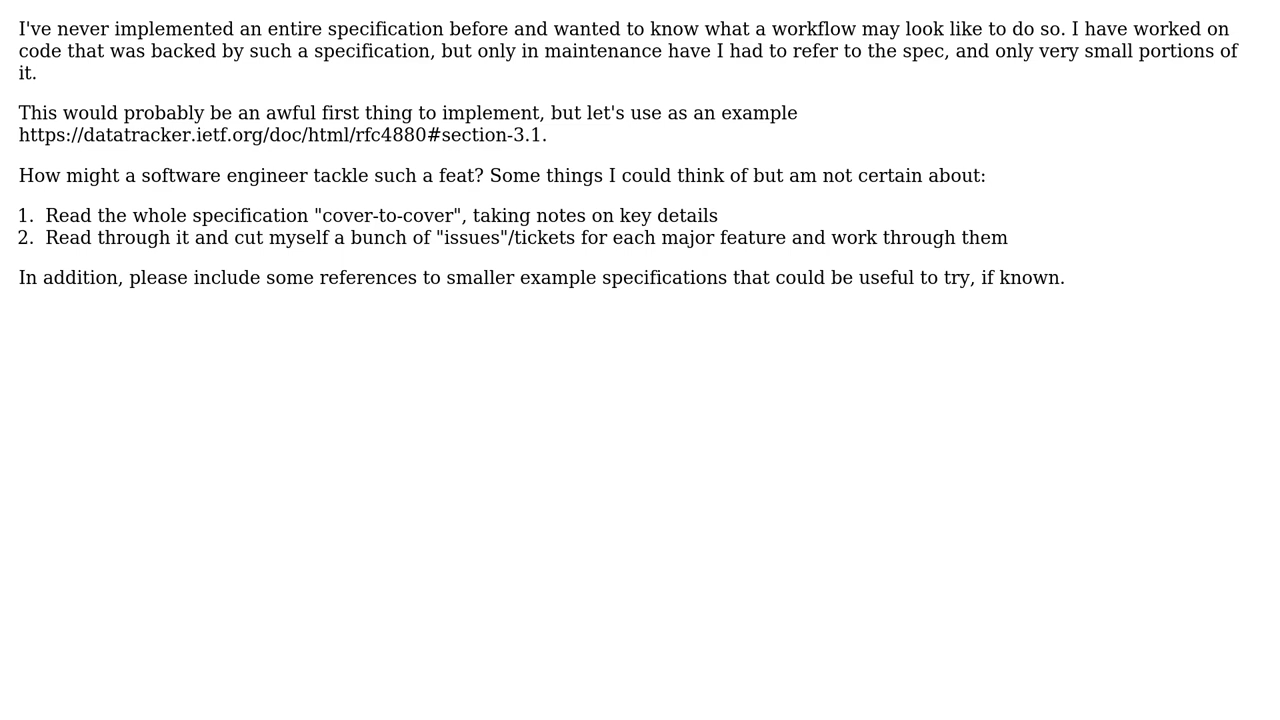 I've never implemented an entire specification before and wanted to know what a workflow may look like to do so. I have worked on
code that was backed by such a specification, but only in maintenance have I had to refer to the spec, and only very small portions of
it.
This would probably be an awful first thing to implement, but let's use as an example
https://datatracker.ietf.org/doc/html/rfc4880#section-3.1.
How might a software engineer tackle such a feat? Some things I could think of but am not certain about:
1. Read the whole specification "cover-to-cover", taking notes on key details
2. Read through it and cut myself a bunch of "issues"/tickets for each major feature and work through them
In addition, please include some references to smaller example specifications that could be useful to try, if known.